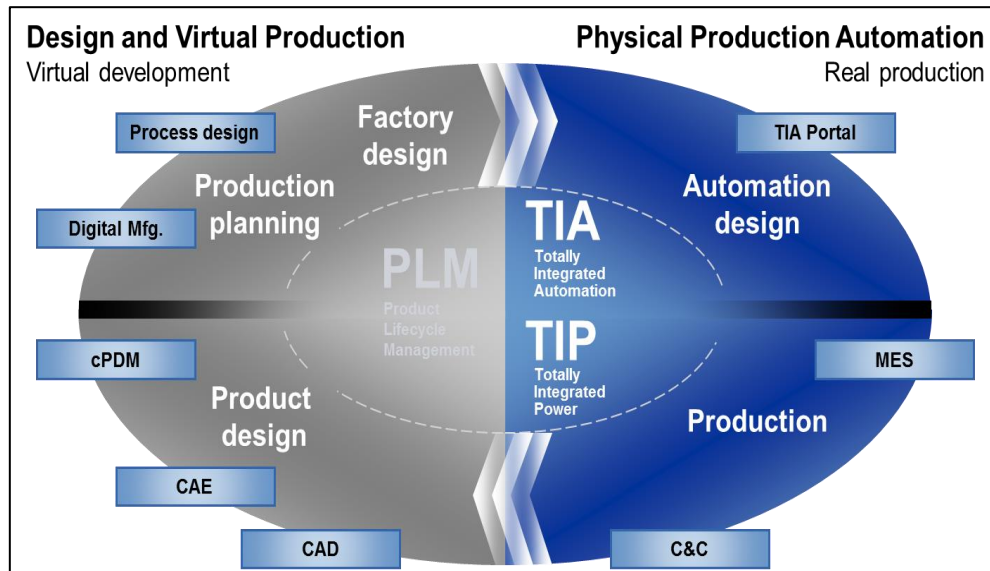 Design and Virtual Production
Virtual development
Physical Production Automation
Real production
Process design
Factory
design
TIA Portal
Production
planning
Automation
design
Digital Mfg.
PLM
Product
Lifecycle
Management
TIA
Totally
Integrated
Automation
TIP
Totally
Integrated
Power
cPDM
MES
Product
design
Production
CAE
CAD
C&C